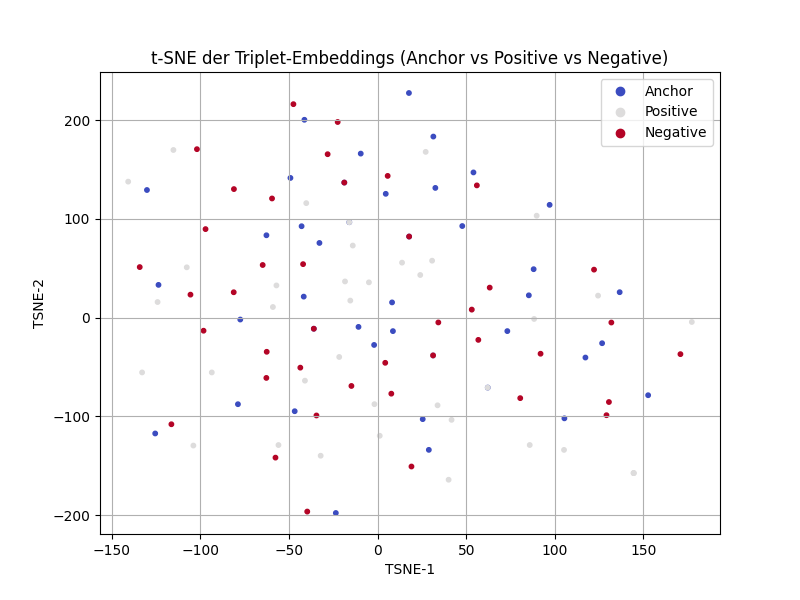 t-SNE der Triplet-Embeddings (Anchor vs Positive vs Negative)
Anchor
Positive
Negative
200
100
0
−100
−200
TSNE-2
−150
−100
−50
0
50
100
150
TSNE-1